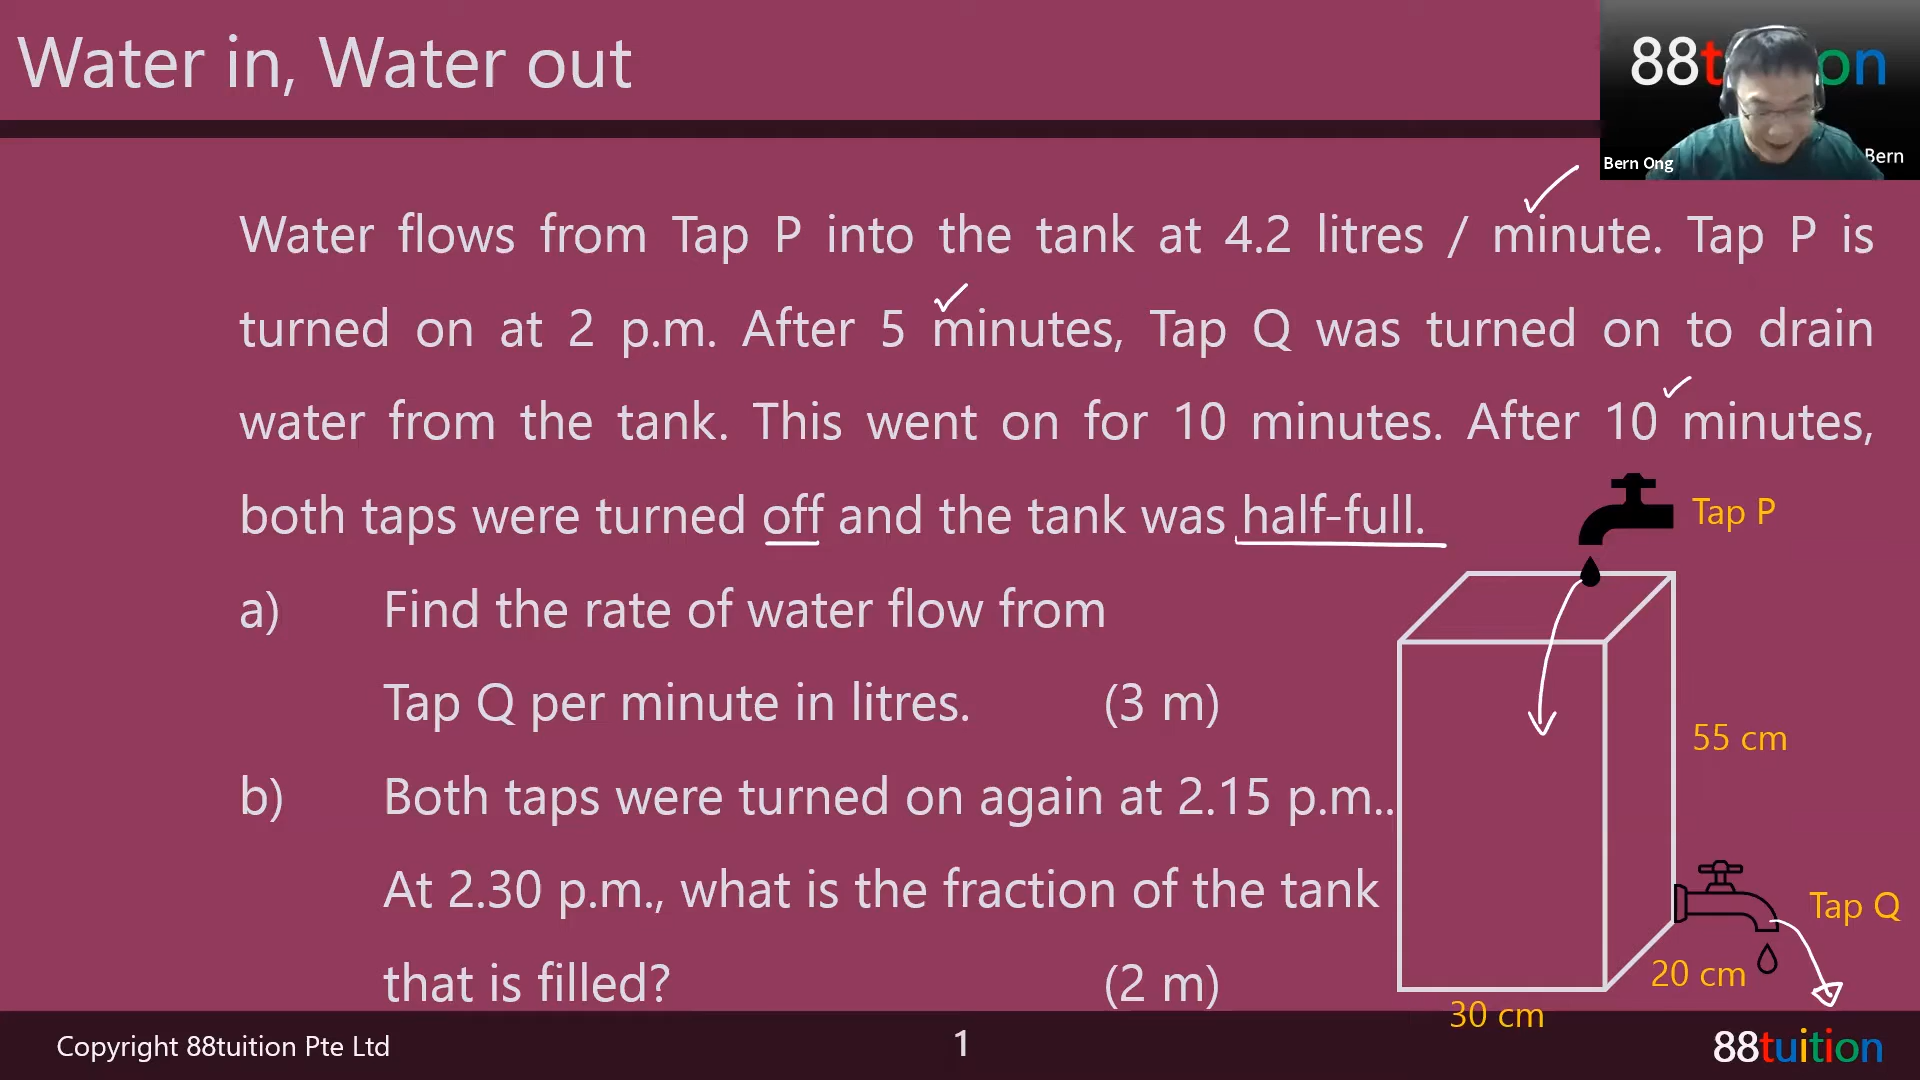 Water in, Water out
88t on
Bern Ong
Bern
Water flows from Tap P into the tank at 4.2 litres / minute. Tap P is
turned on at 2 p.m. After 5 minutes, Tap Q was turned on to drain
water from the tank. This went on for 10 minutes. After 10 minutes,
both taps were turned off and the tank was half-full.
Tap P
a) Find the rate of water flow from
Tap Q per minute in litres. (3 m)
55 cm
b) Both taps were turned on again at 2.15 p.m..
At 2.30 p.m., what is the fraction of the tank
Tap Q
that is filled? (2 m)
20 cm
30 cm
Copyright 88tuition Pte Ltd
1
88tuition